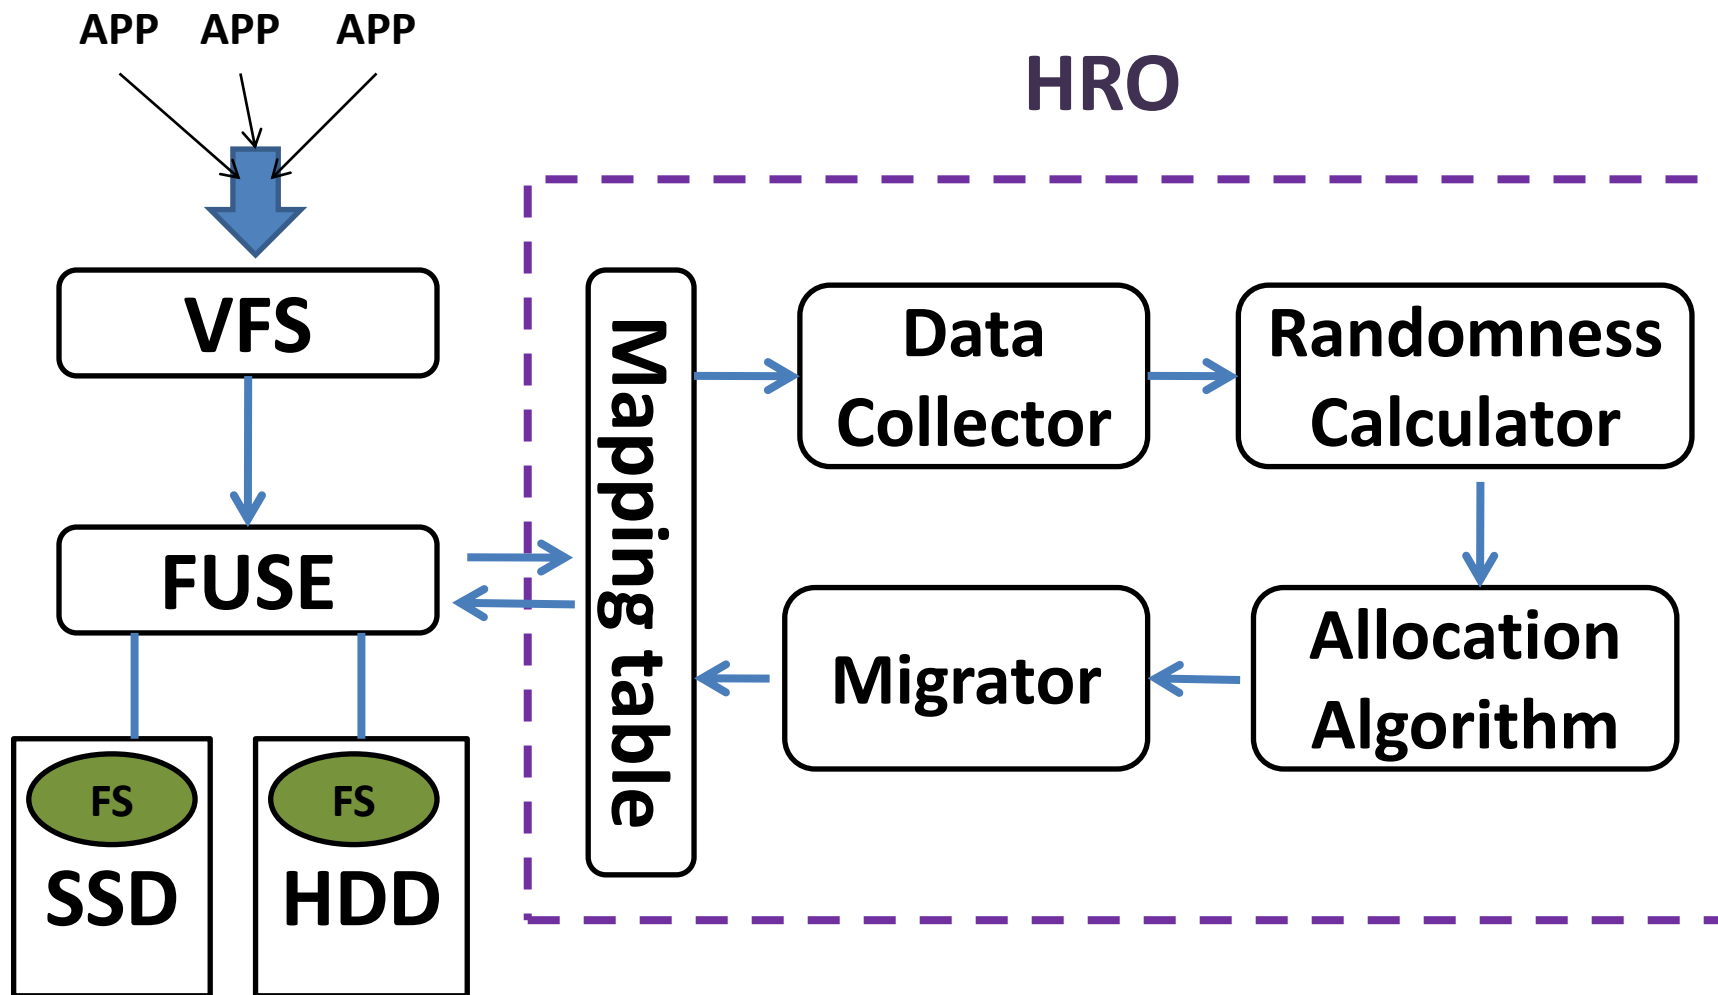 APP APP APP
HRO
VFS
FUSE
FS
SSD
FS
HDD
Mapping table
Data
Collector
Randomness
Calculator
Migrator
Allocation
Algorithm